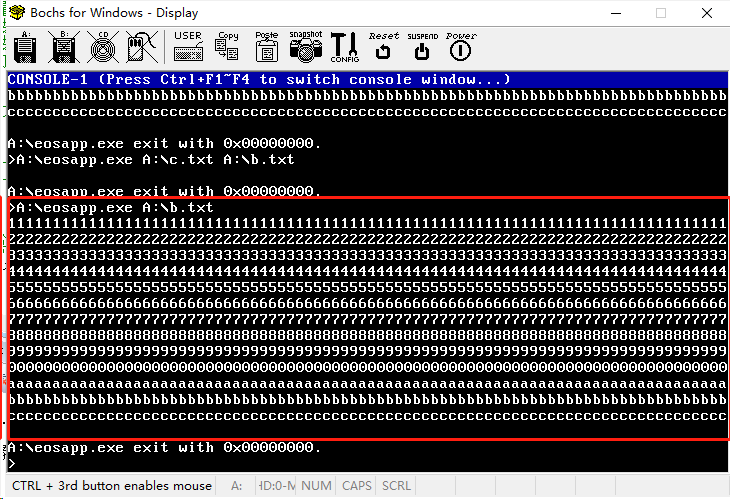 Bochs for Windows - Display
A: B: CD USER Copy Paste Snapshot CONFIG Reset SUSPEND Power
CONSOLE-1 (Press Ctrl+F1~F4 to switch console window...)
bbbbbbbbbbbbbbbbbbbbbbbbbbbbbbbbbbbbbbbbbbbbbbbbbbbbbbbbbbbbbbbbbbbbbbbbbbbbbbbb
cccccccccccccccccccccccccccccccccccccccccccccccccccccccccccccccccccccccccccccccc
A:\eosapp.exe exit with 0x00000000.
>A:\eosapp.exe A:\c.txt A:\b.txt
A:\eosapp.exe exit with 0x00000000.
>A:\eosapp.exe A:\b.txt
11111111111111111111111111111111111111111111111111111111111111111111111111111111
22222222222222222222222222222222222222222222222222222222222222222222222222222222
33333333333333333333333333333333333333333333333333333333333333333333333333333333
44444444444444444444444444444444444444444444444444444444444444444444444444444444
55555555555555555555555555555555555555555555555555555555555555555555555555555555
66666666666666666666666666666666666666666666666666666666666666666666666666666666
77777777777777777777777777777777777777777777777777777777777777777777777777777777
88888888888888888888888888888888888888888888888888888888888888888888888888888888
99999999999999999999999999999999999999999999999999999999999999999999999999999999
00000000000000000000000000000000000000000000000000000000000000000000000000000000
aaaaaaaaaaaaaaaaaaaaaaaaaaaaaaaaaaaaaaaaaaaaaaaaaaaaaaaaaaaaaaaaaaaaaaaaaaaaaaaa
bbbbbbbbbbbbbbbbbbbbbbbbbbbbbbbbbbbbbbbbbbbbbbbbbbbbbbbbbbbbbbbbbbbbbbbbbbbbbbbb
cccccccccccccccccccccccccccccccccccccccccccccccccccccccccccccccccccccccccccccccc
A:\eosapp.exe exit with 0x00000000.
>
CTRL + 3rd button enables mouse A: HD:0-M NUM CAPS SCRL